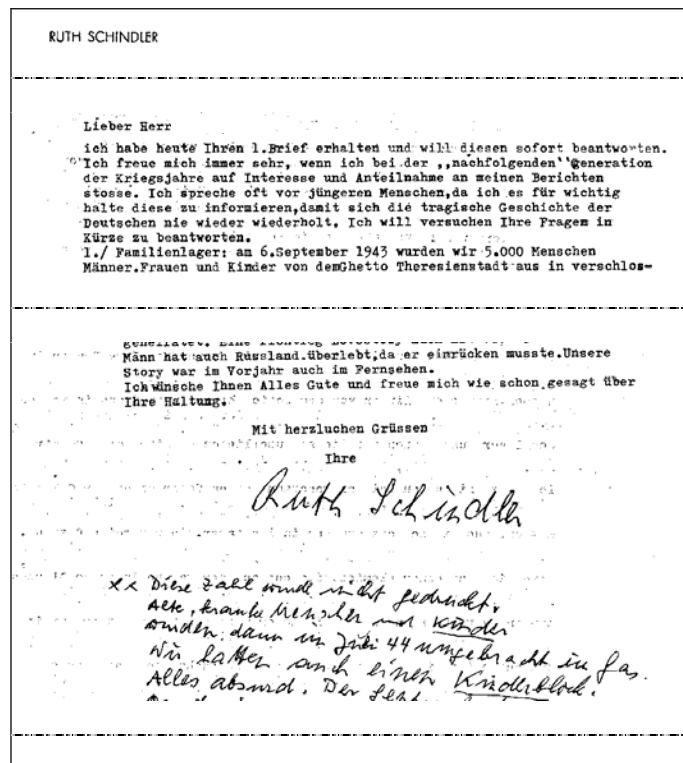 RUTH SCHINDLER
Lieber Herr
ich habe heute Ihren 1.Brief erhalten und will diesen sofort beantworten.
Ich freue mich immer sehr, wenn ich bei der ,,nachfolgenden''Generation
der Kriegsjahre auf Interesse und Anteilnahme an meinen Berichten
stosse. Ich spreche oft vor jüngeren Menschen,da ich es für wichtig
halte diese zu informieren,damit sich die tragische Geschichte der
Deutschen nie wieder wiederholt. Ich will versuchen Ihre Fragem in
Kürze zu beantworten.
1./ Familienlager: am 6.September 1943 wurden wir 5.000 Menschen
Männer.Frauen und Kinder von demGhetto Theresienstadt aus in verschlos-
Mann hat auch Russland überlebt,da er einrücken musste.Unsere
Story war im Vorjahr auch im Fernsehen.
Ich wünsche Ihnen Alles Gute und freue mich wie schon gesagt über
Ihre Haltung.
Mit herzluchen Grüssen
Ihre
Ruth Schindler
xx Diese Zahl wurde nicht gedruckt.
Alte, kranke Menschen und Kinder
wurden dann im Juli 44 umgebracht im Gas.
Wir hatten auch einen Kinderblock.
Alles absurd. Der